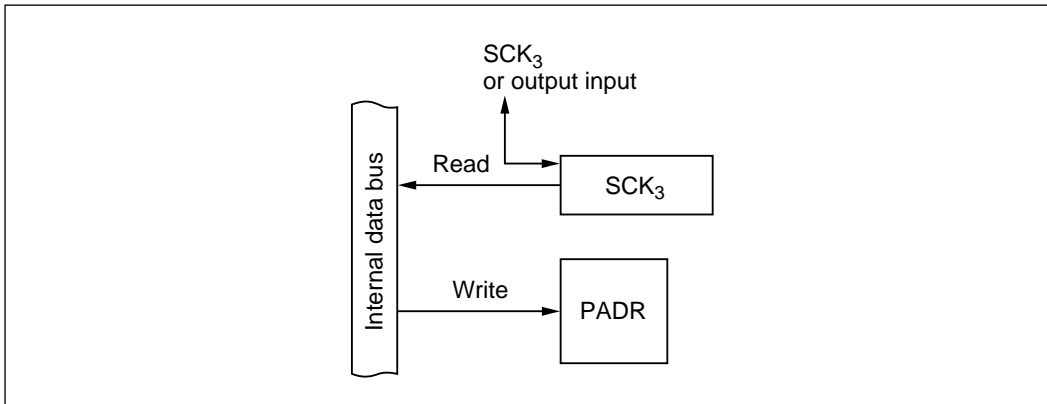 SCK₃
or output input
Read
SCK₃
Internal data bus
Write
PADR